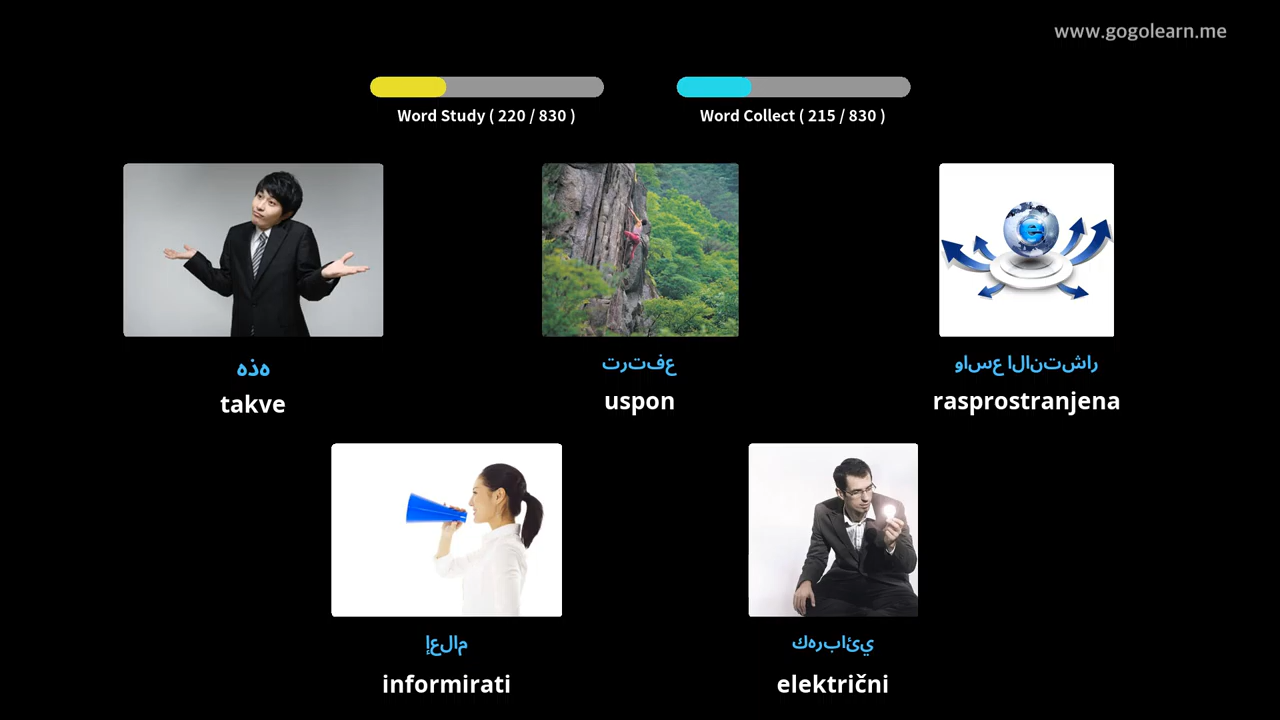 www.gogolearn.me
Word Study ( 220 / 830 )
Word Collect ( 215 / 830 )
هذه
ترتفع
واسع الانتشار
takve
uspon
rasprostranjena
إعلام
كهربائي
informirati
električni